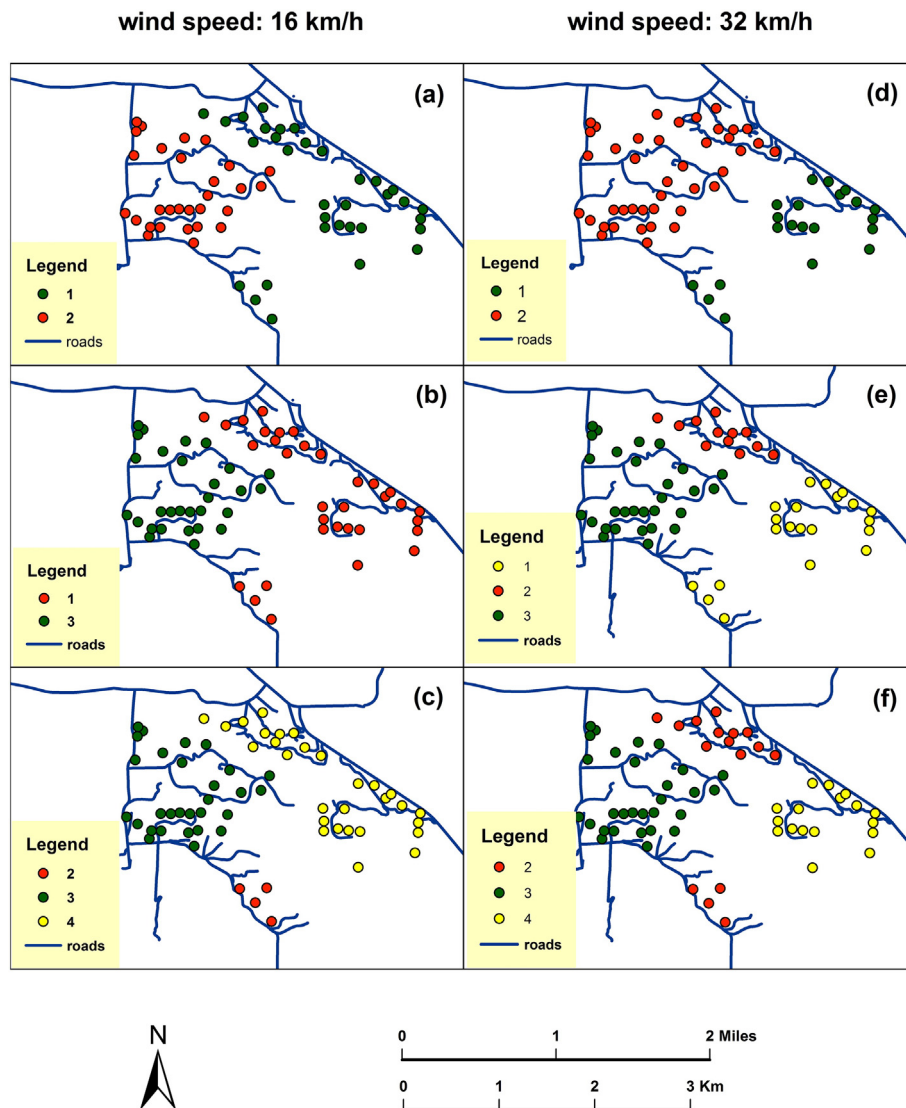 wind speed: 16 km/h
wind speed: 32 km/h
(a)
Legend
1
2
roads
(d)
Legend
1
2
roads
(b)
Legend
1
3
roads
(e)
Legend
1
2
3
roads
(c)
Legend
2
3
4
roads
(f)
Legend
2
3
4
roads
N
0 1 2 Miles
0 1 2 3 Km